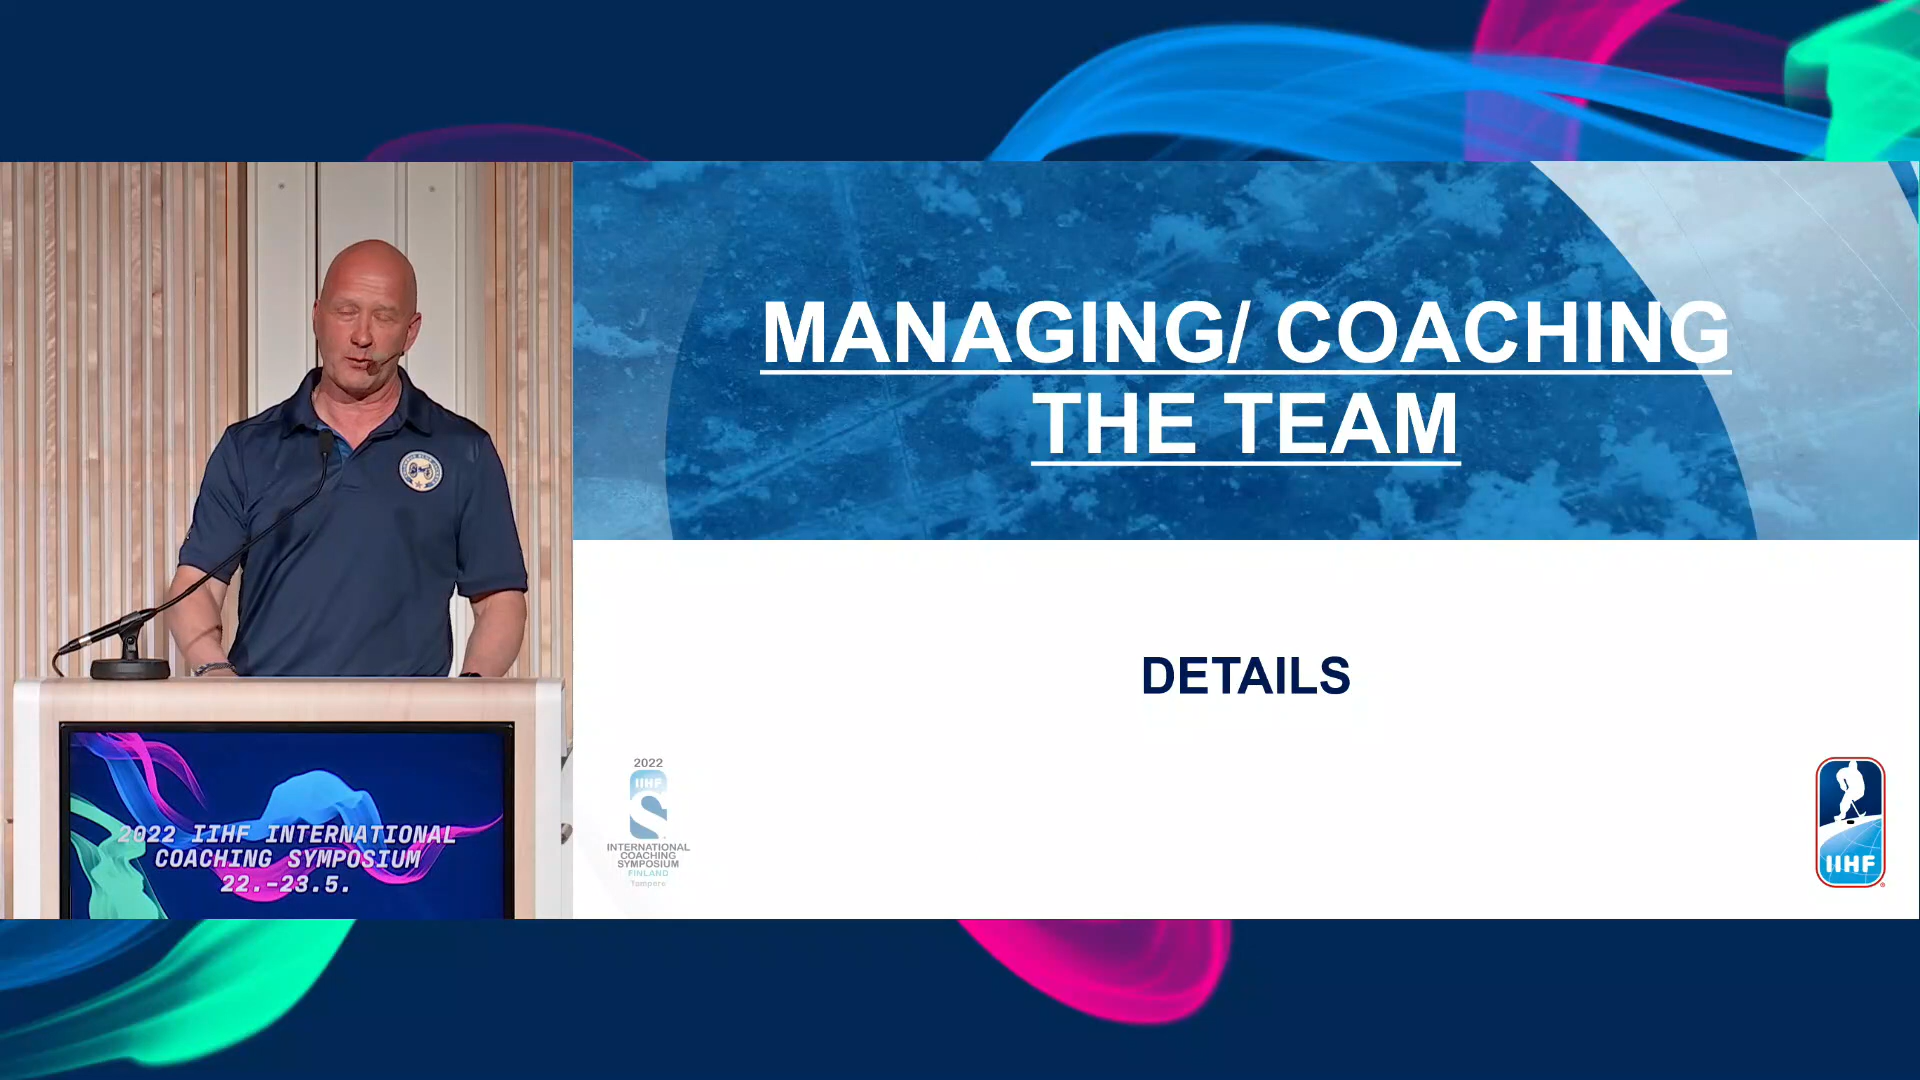 MANAGING/ COACHING
THE TEAM
DETAILS
2022
IIHF
S
INTERNATIONAL
COACHING
SYMPOSIUM
FINLAND
Tampere
IIHF
2022 IIHF INTERNATIONAL
COACHING SYMPOSIUM
22.-23.5.